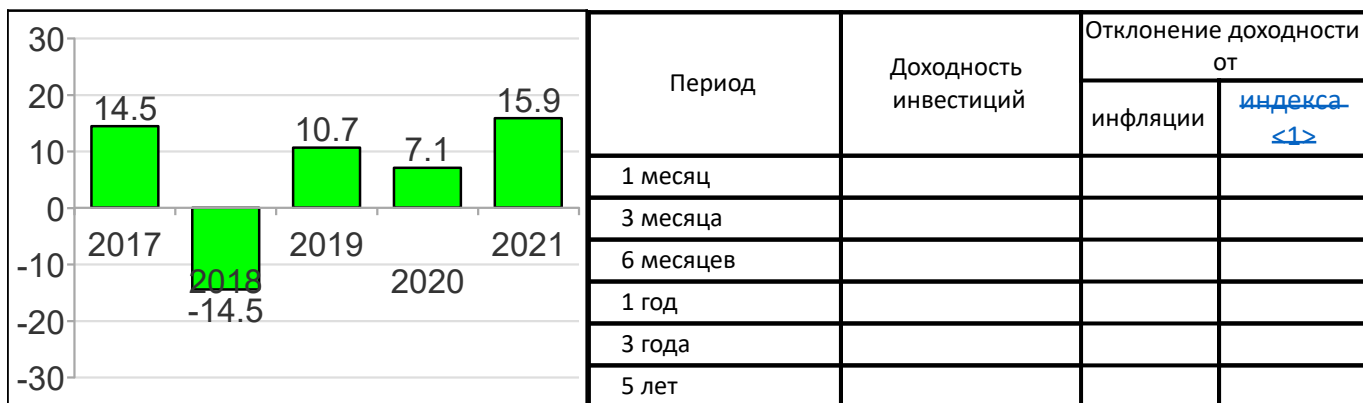 30
20
10
0
-10
-20
-30
14.5
-14.5
10.7
7.1
15.9
2017
2018
2019
2020
2021
Период
Доходность
инвестиций
Отклонение доходности
от
инфляции
индекса
<1>
1 месяц
3 месяца
6 месяцев
1 год
3 года
5 лет